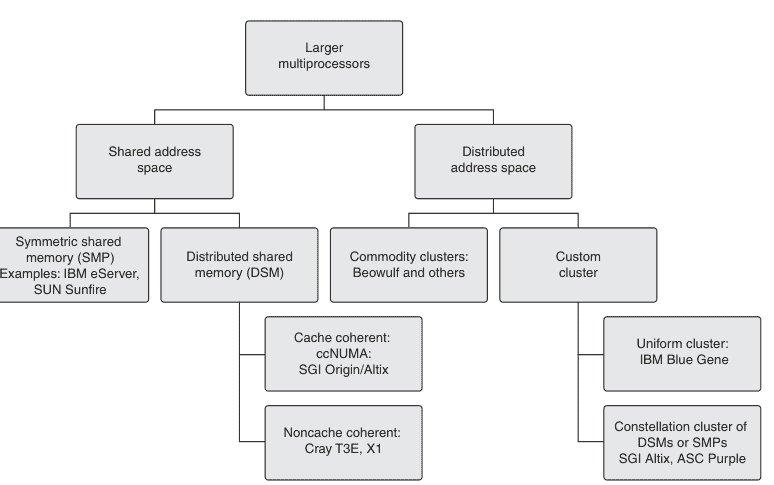 Larger
multiprocessors
Shared address
space
Distributed
address space
Symmetric shared
memory (SMP)
Examples: IBM eServer,
SUN Sunfire
Distributed shared
memory (DSM)
Commodity clusters:
Beowulf and others
Custom
cluster
Cache coherent:
ccNUMA:
SGI Origin/Altix
Uniform cluster:
IBM Blue Gene
Noncache coherent:
Cray T3E, X1
Constellation cluster of
DSMs or SMPs
SGI Altix, ASC Purple